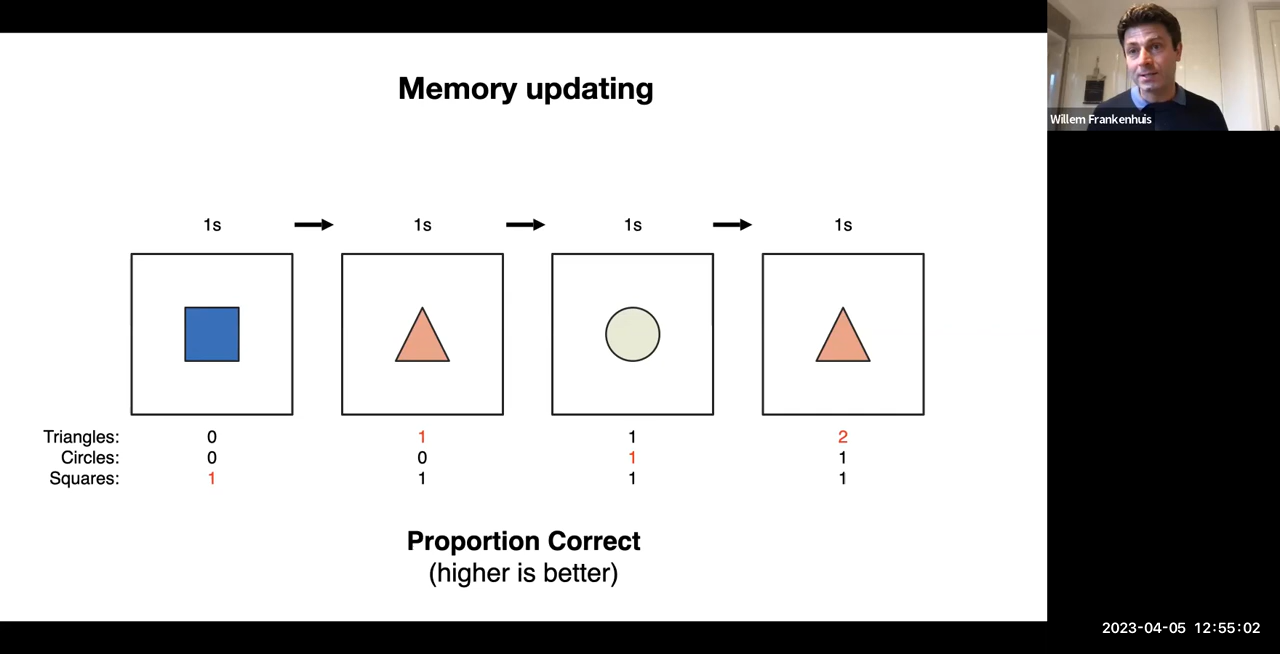 Memory updating
1s 1s 1s 1s
Triangles: 0 1 1 2
Circles: 0 0 1 1
Squares: 1 1 1 1
Proportion Correct
(higher is better)
Willem Frankenhuis
2023-04-05 12:55:02